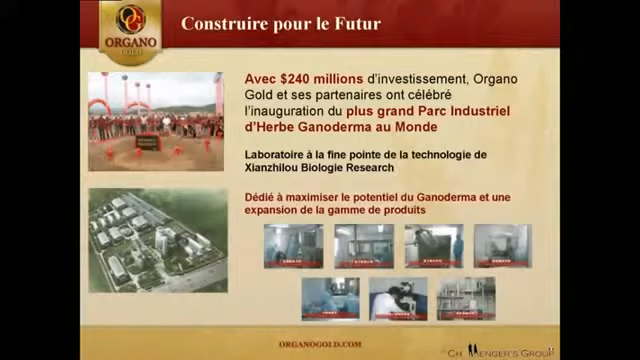 ORGANO
GOLD
Construire pour le Futur
Avec $240 millions d'investissement, Organo
Gold et ses partenaires ont célébré
l'inauguration du plus grand Parc Industriel
d'Herbe Ganoderma au Monde
Laboratoire à la fine pointe de la technologie de
Xianzhilou Biologie Research
Dédié à maximiser le potentiel du Ganoderma et une
expansion de la gamme de produits
ORGANOGOLD.COM